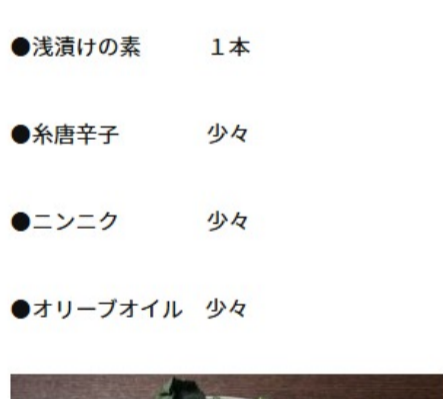 ●浅漬けの素　　　１本
●糸唐辛子　　　　少々
●ニンニク　　　　少々
●オリーブオイル　少々